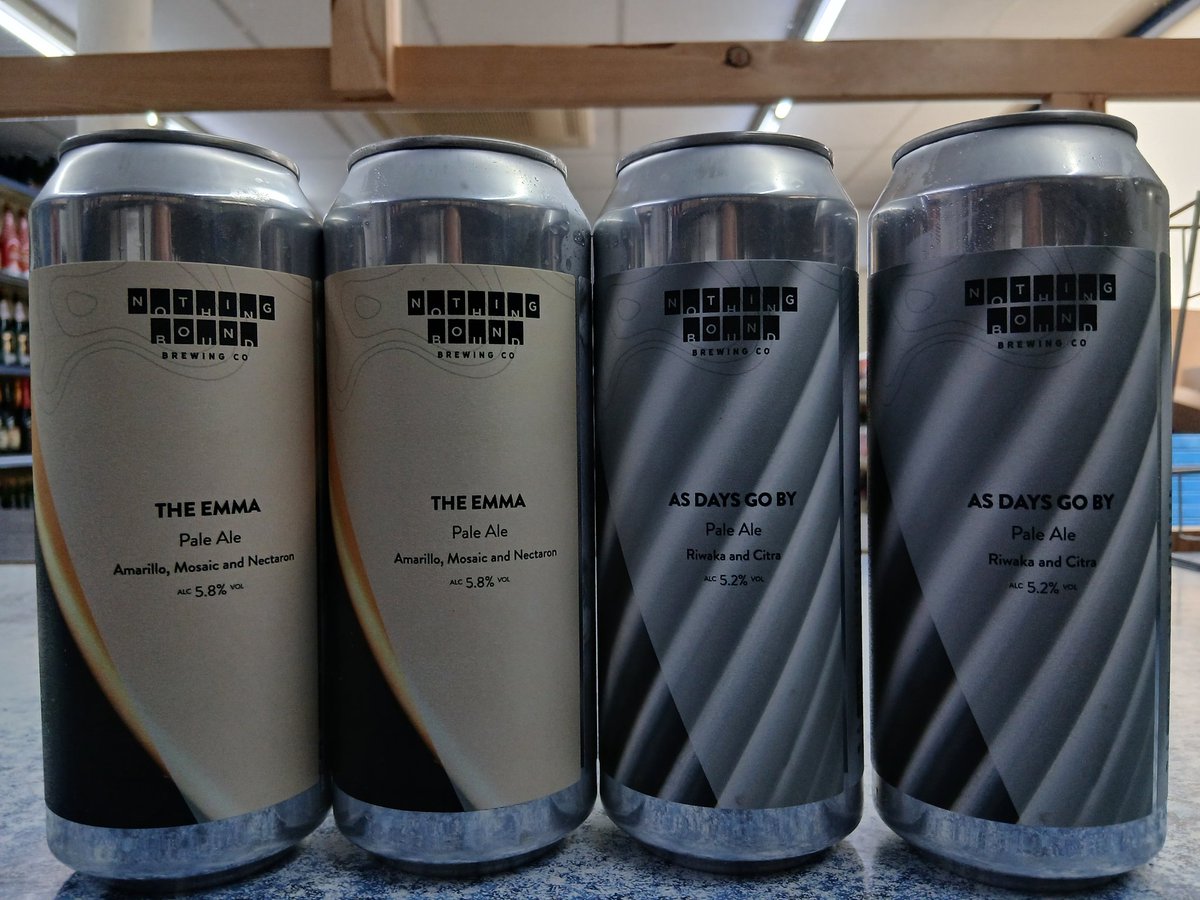 NOTHING
BOUND
BREWING CO
THE EMMA
Pale Ale
Amarillo, Mosaic and Nectaron
ALC 5.8% VOL
NOTHING
BOUND
BREWING CO
THE EMMA
Pale Ale
Amarillo, Mosaic and Nectaron
ALC 5.8% VOL
NOTHING
BOUND
BREWING CO
AS DAYS GO BY
Pale Ale
Riwaka and Citra
ALC 5.2% VOL
NOTHING
BOUND
BREWING CO
AS DAYS GO BY
Pale Ale
Riwaka and Citra
ALC 5.2% VOL